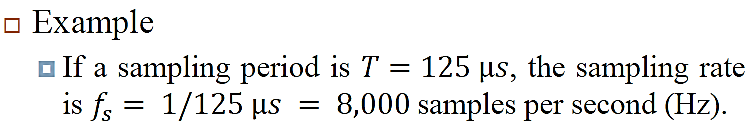 Example
If a sampling period is T = 125 μs, the sampling rate
is fₛ = 1/125 μs = 8,000 samples per second (Hz).